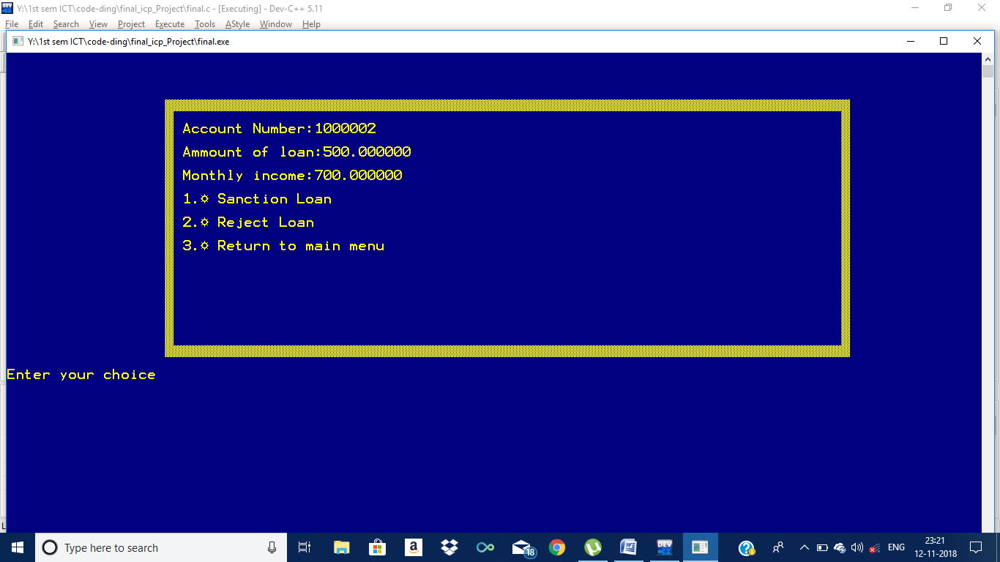 Y:\1st sem ICT\code-ding\final_icp_Project\final.c - [Executing] - Dev-C++ 5.11
File Edit Search View Project Execute Tools AStyle Window Help
Y:\1st sem ICT\code-ding\final_icp_Project\final.exe
Account Number:1000002
Ammount of loan:500.000000
Monthly income:700.000000
1.☼ Sanction Loan
2.☼ Reject Loan
3.☼ Return to main menu
Enter your choice
Type here to search
18
DEV
ENG
23:21
12-11-2018